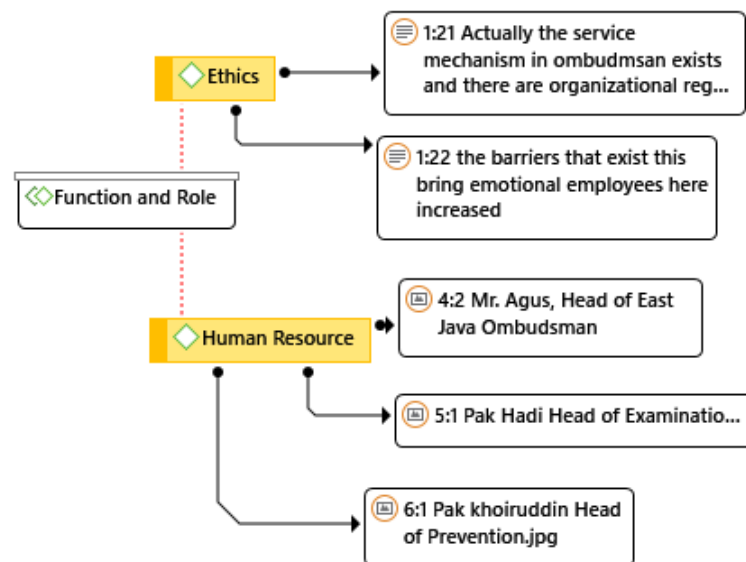 1:21 Actually the service
mechanism in ombudmsan exists
and there are organizational reg...
Ethics
1:22 the barriers that exist this
bring emotional employees here
increased
Function and Role
4:2 Mr. Agus, Head of East
Java Ombudsman
Human Resource
5:1 Pak Hadi Head of Examinatio...
6:1 Pak khoiruddin Head
of Prevention.jpg